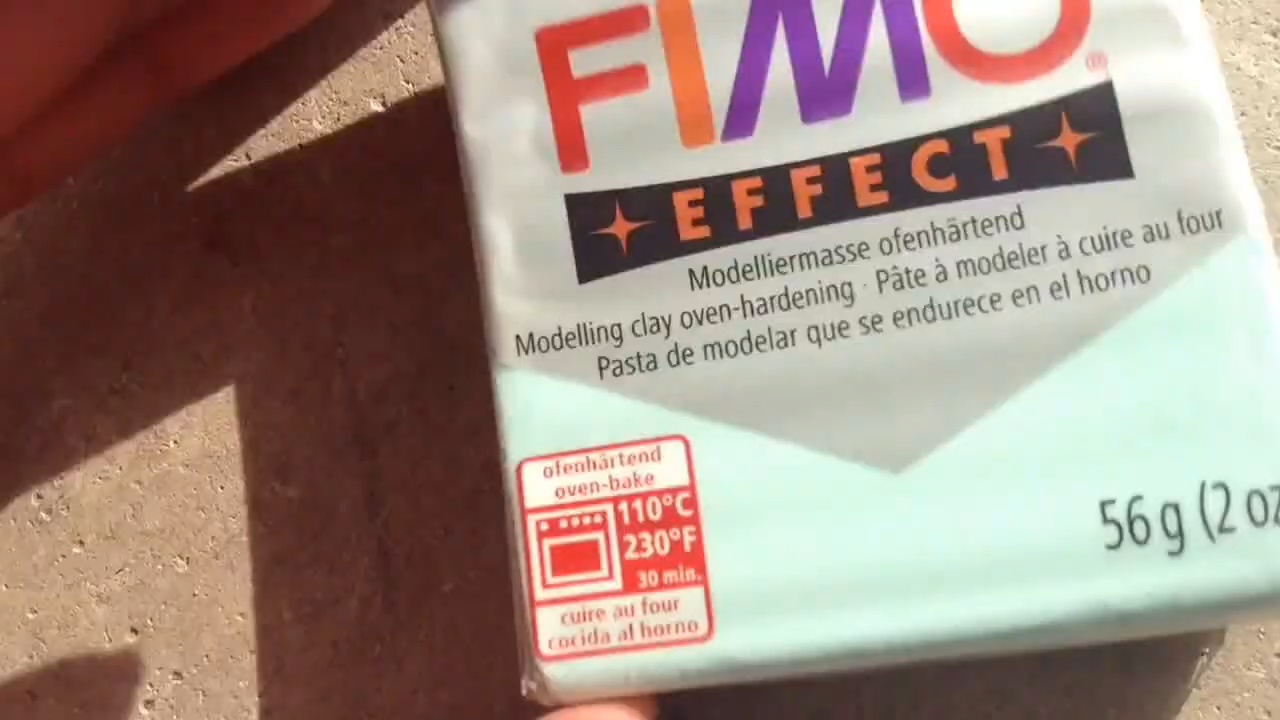 FIMO®
EFFECT
Modelliermasse ofenhärtend
Modelling clay oven-hardening · Pâte à modeler à cuire au four
Pasta de modelar que se endurece en el horno
ofenhärtend
oven-bake
110°C
230°F
30 min.
cuire au four
cocida al horno
56 g (2 oz